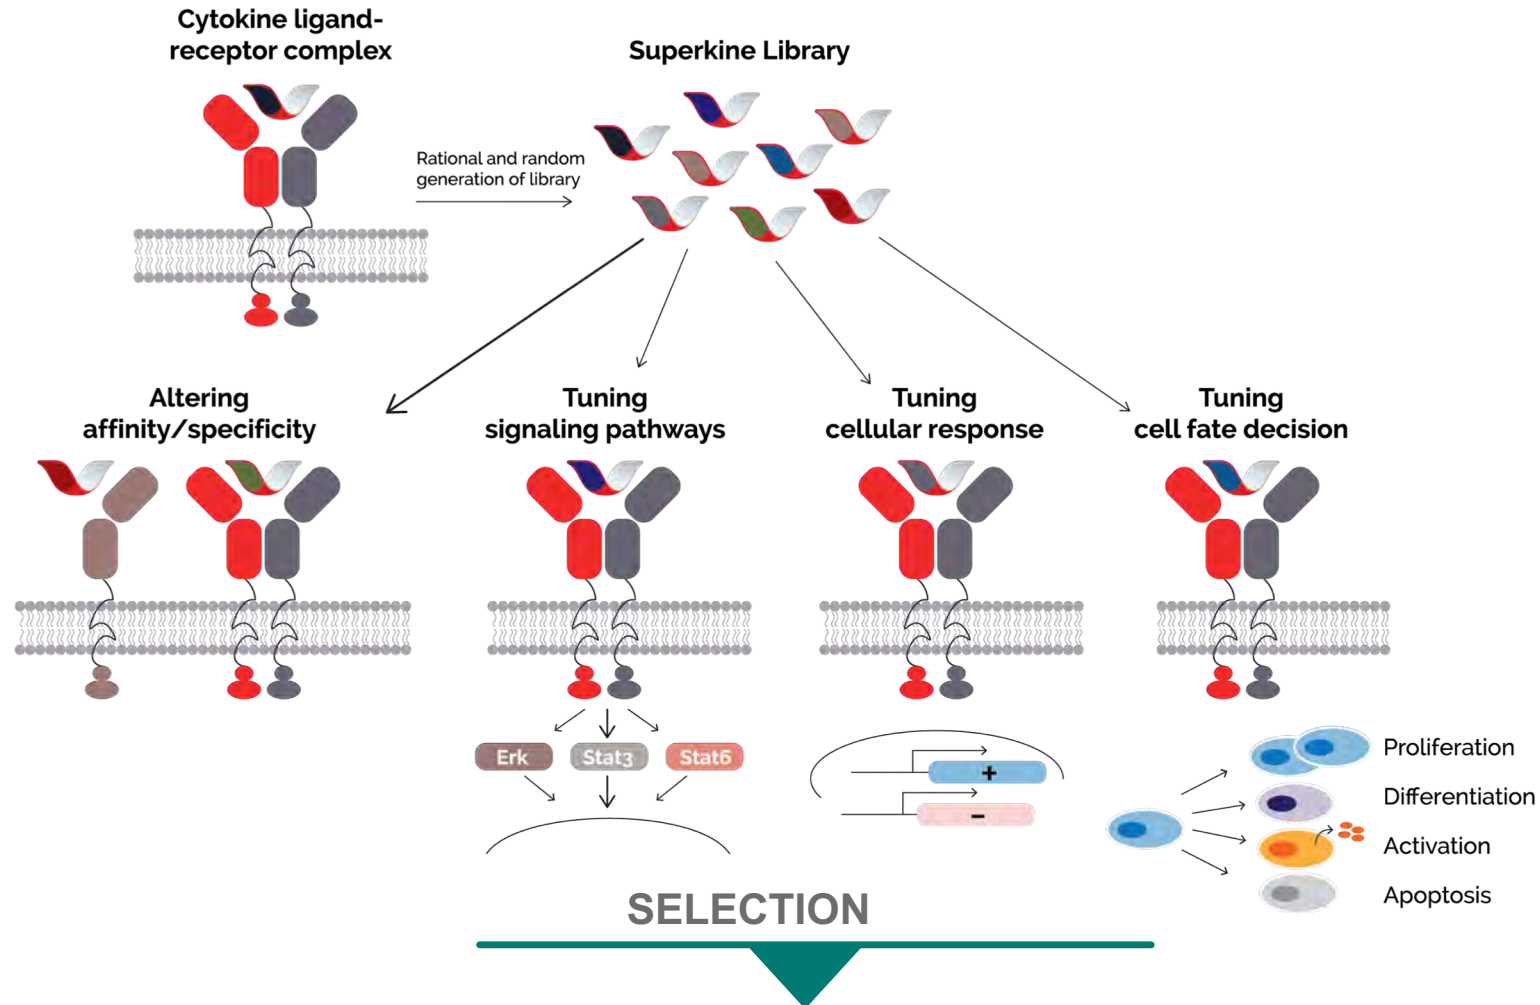 Cytokine ligand-
receptor complex
Superkine Library
Rational and random
generation of library
Altering
affinity/specificity
Tuning
signaling pathways
Tuning
cellular response
Tuning
cell fate decision
Erk
Stat3
Stat6
+
-
Proliferation
Differentiation
Activation
Apoptosis
SELECTION